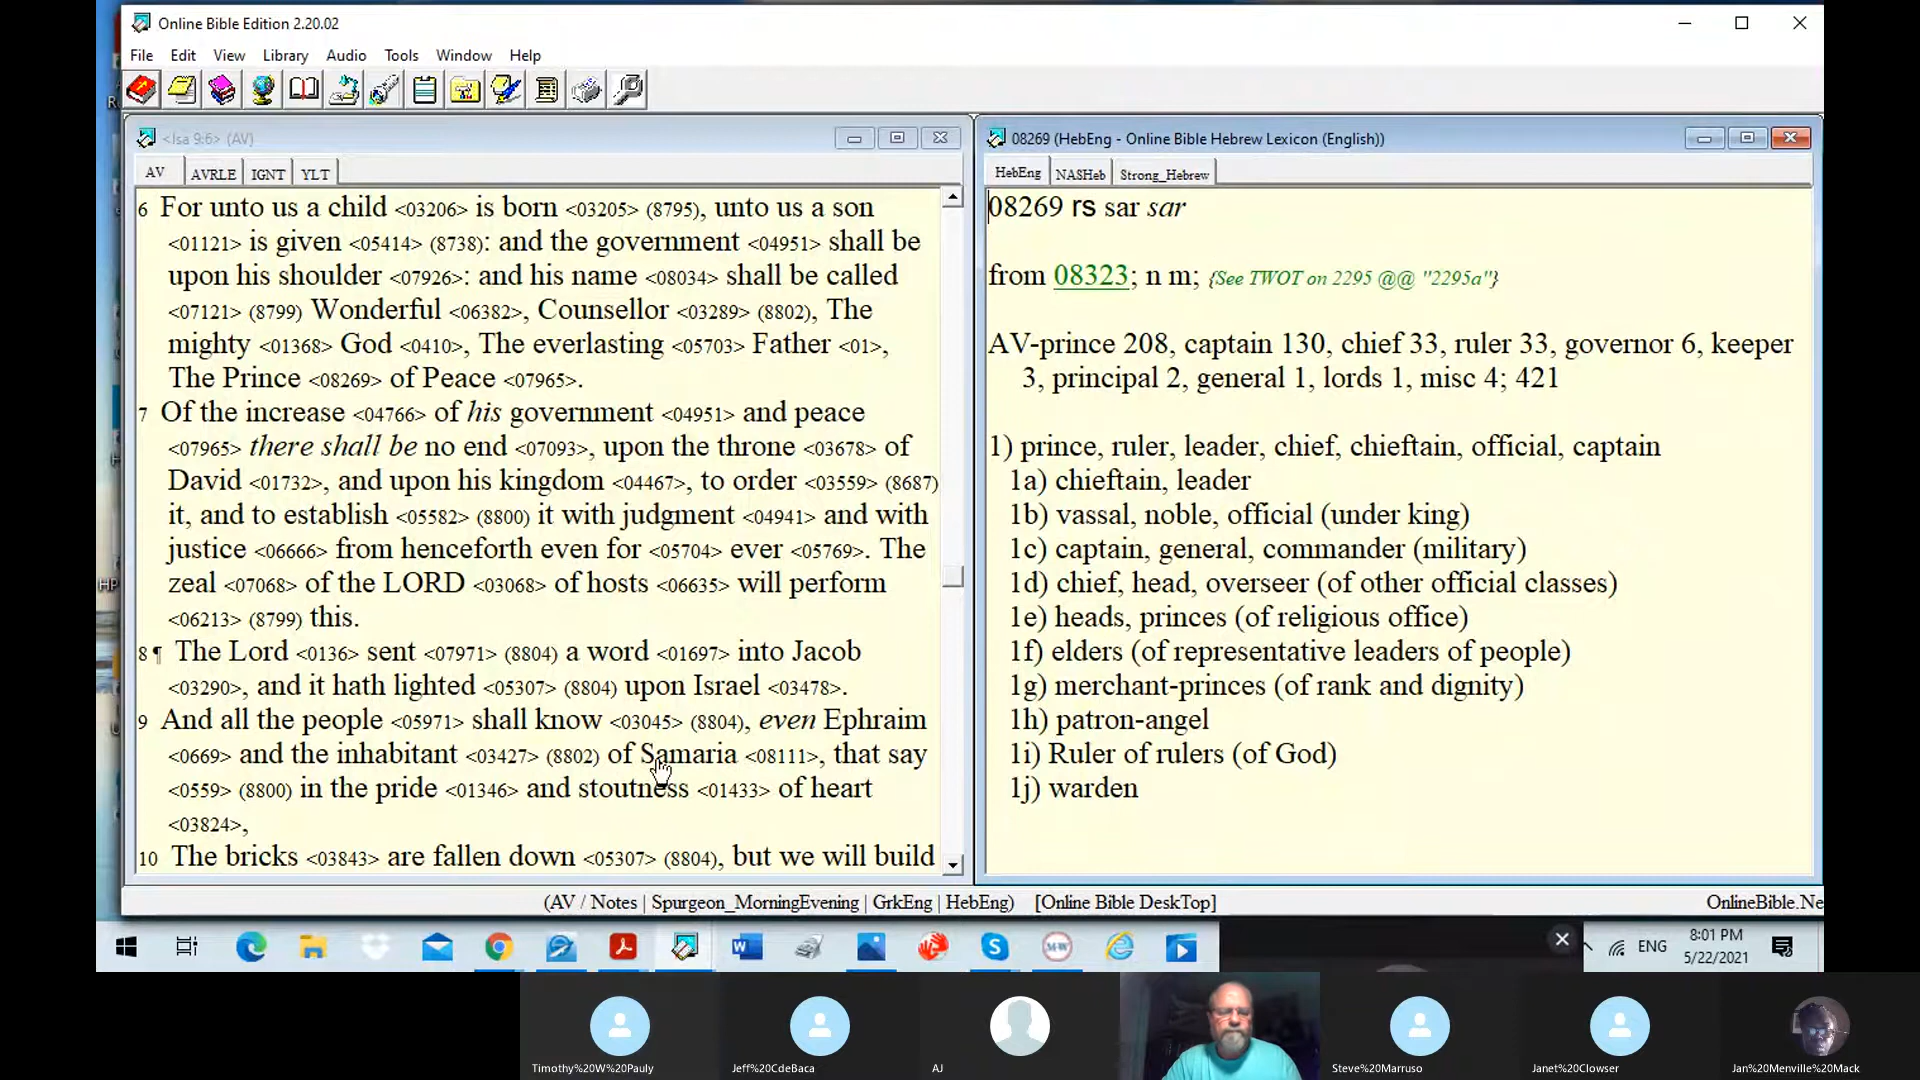 Online Bible Edition 2.20.02
File Edit View Library Audio Tools Window Help
<Isa 9:6> (AV)
AV AVRLE IGNT YLT
6 For unto us a child <03206> is born <03205> (8795), unto us a son
<01121> is given <05414> (8738): and the government <04951> shall be
upon his shoulder <07926>: and his name <08034> shall be called
<07121> (8799) Wonderful <06382>, Counsellor <03289> (8802), The
mighty <01368> God <0410>, The everlasting <05703> Father <01>,
The Prince <08269> of Peace <07965>.
7 Of the increase <04766> of his government <04951> and peace
<07965> there shall be no end <07093>, upon the throne <03678> of
David <01732>, and upon his kingdom <04467>, to order <03559> (8687)
it, and to establish <05582> (8800) it with judgment <04941> and with
justice <06666> from henceforth even for <05704> ever <05769>. The
zeal <07068> of the LORD <03068> of hosts <06635> will perform
<06213> (8799) this.
8 ¶ The Lord <0136> sent <07971> (8804) a word <01697> into Jacob
<03290>, and it hath lighted <05307> (8804) upon Israel <03478>.
9 And all the people <05971> shall know <03045> (8804), even Ephraim
<0669> and the inhabitant <03427> (8802) of Samaria <08111>, that say
<0559> (8800) in the pride <01346> and stoutness <01433> of heart
<03824>,
10 The bricks <03843> are fallen down <05307> (8804), but we will build
08269 (HebEng - Online Bible Hebrew Lexicon (English))
HebEng NASHeb Strong_Hebrew
08269 rs sar sar
from 08323; n m; {See TWOT on 2295 @@ "2295a"}
AV-prince 208, captain 130, chief 33, ruler 33, governor 6, keeper
3, principal 2, general 1, lords 1, misc 4; 421
1) prince, ruler, leader, chief, chieftain, official, captain
1a) chieftain, leader
1b) vassal, noble, official (under king)
1c) captain, general, commander (military)
1d) chief, head, overseer (of other official classes)
1e) heads, princes (of religious office)
1f) elders (of representative leaders of people)
1g) merchant-princes (of rank and dignity)
1h) patron-angel
1i) Ruler of rulers (of God)
1j) warden
(AV / Notes | Spurgeon_MorningEvening | GrkEng | HebEng) [Online Bible DeskTop] OnlineBible.Ne
HP
M-W
ENG
8:01 PM
5/22/2021
Timothy%20W%20Pauly Jeff%20CdeBaca AJ Steve%20Marruso Janet%20Clowser Jan%20Menville%20Mack